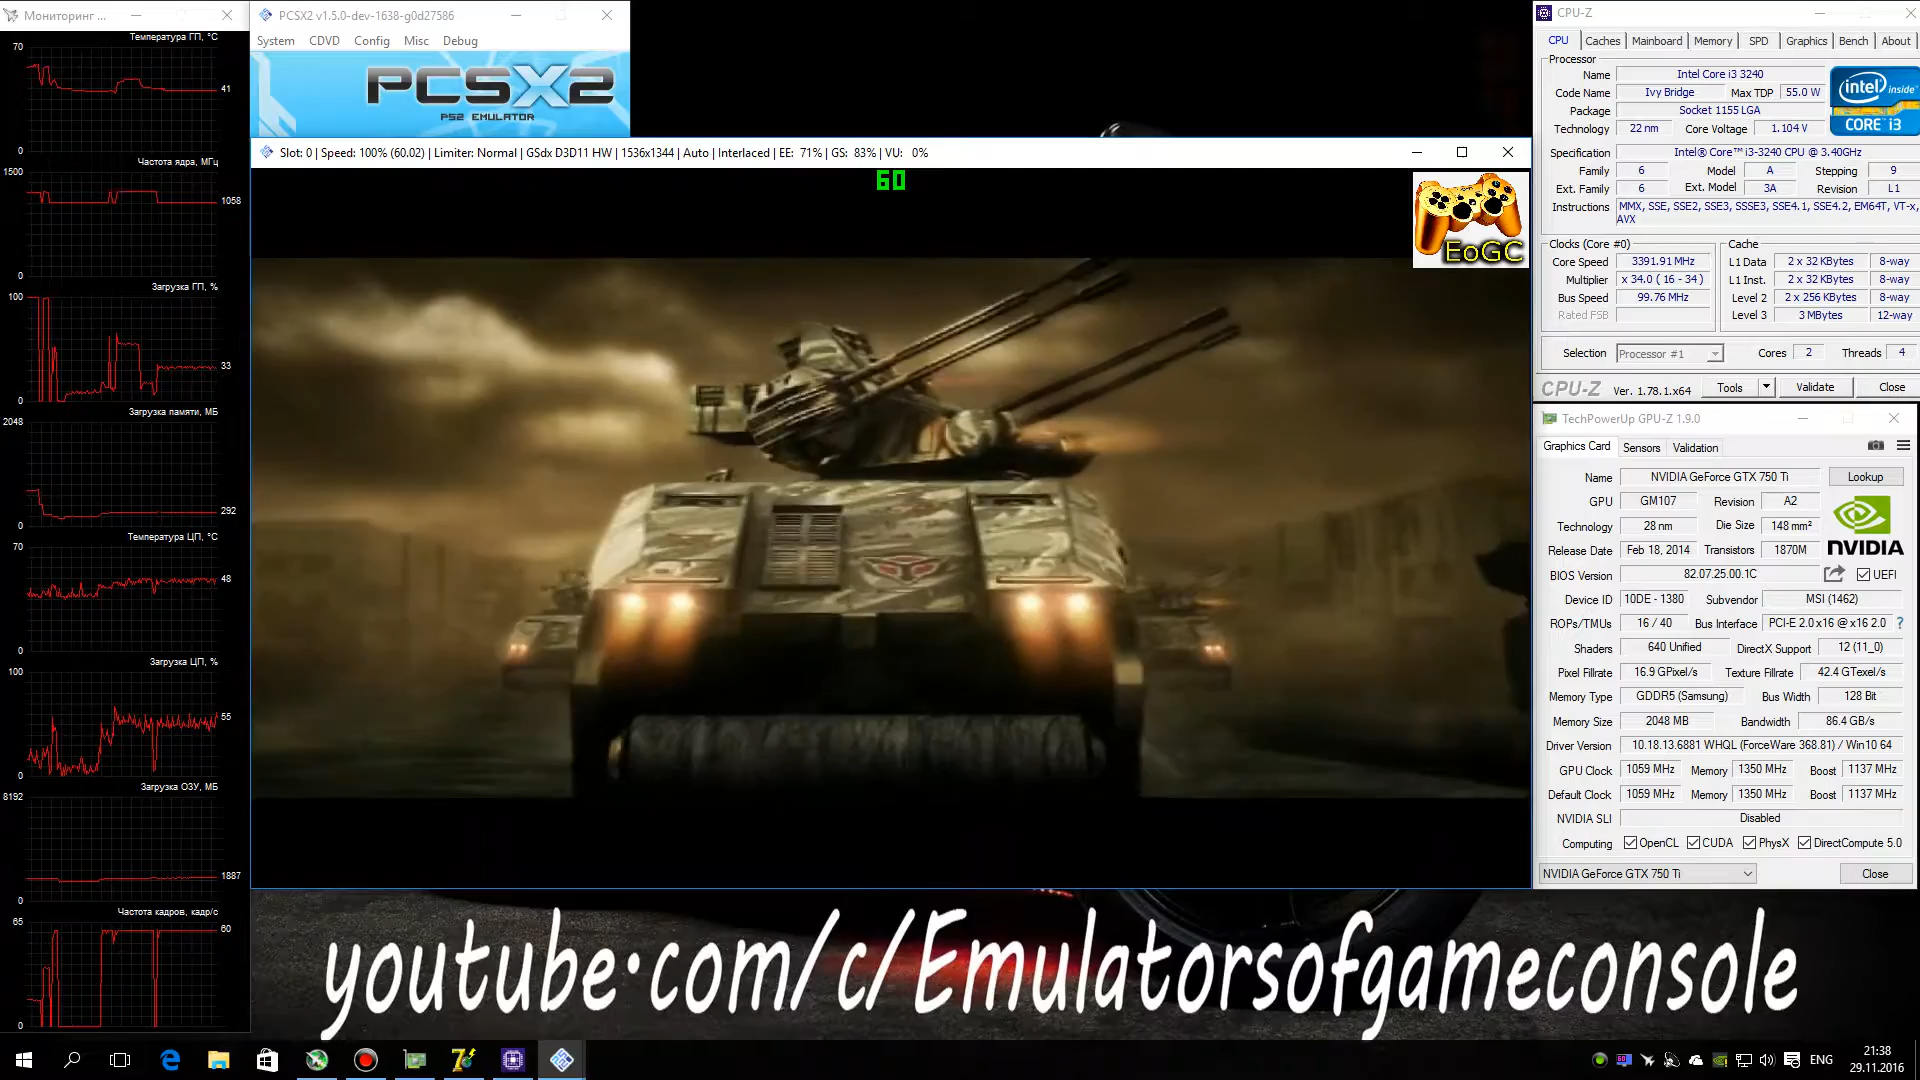 Мониторинг ...
Температура ГП, °C
70
41
0
Частота ядра, МГц
1500
1058
0
Загрузка ГП, %
100
33
0
Загрузка памяти, МБ
2048
292
0
Температура ЦП, °C
70
48
0
Загрузка ЦП, %
100
55
0
Загрузка ОЗУ, МБ
8192
1887
0
Частота кадров, кадр/с
65
60
0
PCSX2 v1.5.0-dev-1638-g0d27586
System CDVD Config Misc Debug
PCSX2
PS2 EMULATOR
Slot: 0 | Speed: 100% (60.02) | Limiter: Normal | GSdx D3D11 HW | 1536x1344 | Auto | Interlaced | EE: 71% | GS: 83% | VU: 0%
60
EoGC
CPU-Z
CPU Caches Mainboard Memory SPD Graphics Bench About
Processor
Name Intel Core i3 3240
Code Name Ivy Bridge Max TDP 55.0 W
Package Socket 1155 LGA
Technology 22 nm Core Voltage 1.104 V
intel inside
CORE i3
Specification Intel® Core™ i3-3240 CPU @ 3.40GHz
Family 6 Model A Stepping 9
Ext. Family 6 Ext. Model 3A Revision L1
Instructions MMX, SSE, SSE2, SSE3, SSSE3, SSE4.1, SSE4.2, EM64T, VT-x,
AVX
Clocks (Core #0) Cache
Core Speed 3391.91 MHz L1 Data 2 x 32 KBytes 8-way
Multiplier x 34.0 ( 16 - 34 ) L1 Inst. 2 x 32 KBytes 8-way
Bus Speed 99.76 MHz Level 2 2 x 256 KBytes 8-way
Rated FSB Level 3 3 MBytes 12-way
Selection Processor #1 Cores 2 Threads 4
CPU-Z Ver. 1.78.1.x64 Tools Validate Close
TechPowerUp GPU-Z 1.9.0
Graphics Card Sensors Validation
Name NVIDIA GeForce GTX 750 Ti Lookup
GPU GM107 Revision A2
Technology 28 nm Die Size 148 mm²
Release Date Feb 18, 2014 Transistors 1870M
NVIDIA
BIOS Version 82.07.25.00.1C UEFI
Device ID 10DE - 1380 Subvendor MSI (1462)
ROPs/TMUs 16 / 40 Bus Interface PCI-E 2.0 x16 @ x16 2.0 ?
Shaders 640 Unified DirectX Support 12 (11_0)
Pixel Fillrate 16.9 GPixel/s Texture Fillrate 42.4 GTexel/s
Memory Type GDDR5 (Samsung) Bus Width 128 Bit
Memory Size 2048 MB Bandwidth 86.4 GB/s
Driver Version 10.18.13.6881 WHQL (ForceWare 368.81) / Win10 64
GPU Clock 1059 MHz Memory 1350 MHz Boost 1137 MHz
Default Clock 1059 MHz Memory 1350 MHz Boost 1137 MHz
NVIDIA SLI Disabled
Computing OpenCL CUDA PhysX DirectCompute 5.0
NVIDIA GeForce GTX 750 Ti Close
youtube.com/c/Emulatorsofgameconsole
ENG
21:38
29.11.2016